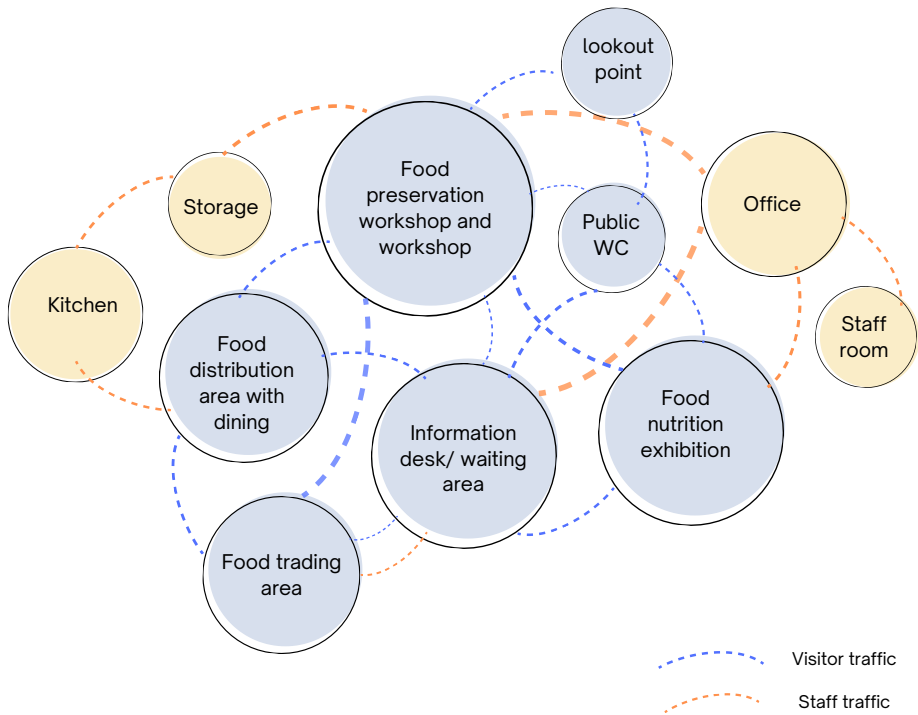 lookout
point
Food
preservation
workshop and
workshop
Storage
Public
WC
Office
Kitchen
Food
distribution
area with
dining
Staff
room
Information
desk/ waiting
area
Food
nutrition
exhibition
Food trading
area
Visitor traffic
Staff traffic